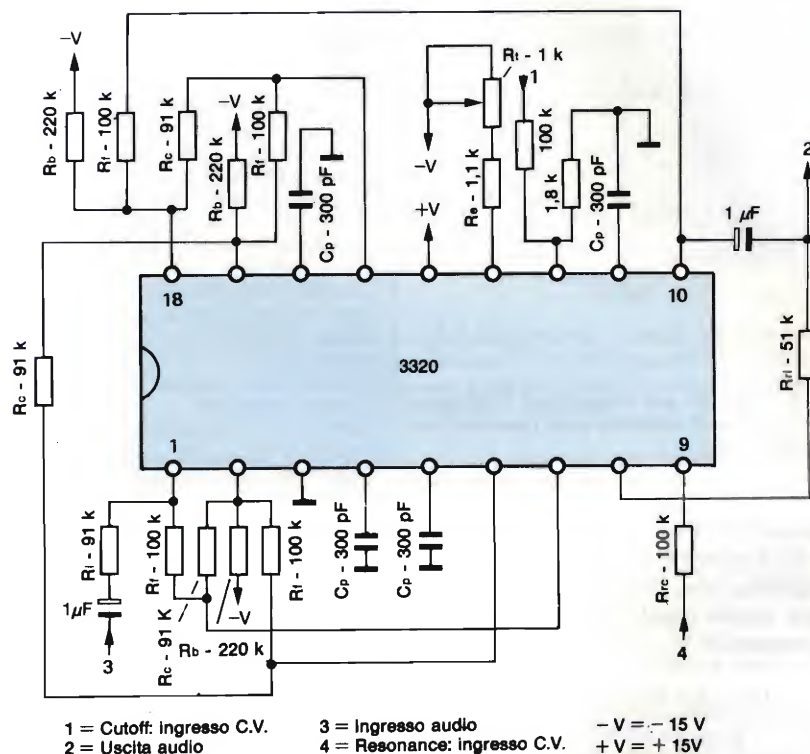 −V
Rb - 220 k
Rf - 100 k
Rc - 91 k
−V
Rb - 220 k
Rf - 100 k
Cp - 300 pF
Rt - 1 k
−V
+V
Re - 1,1 k
1
100 k
1,8 k
Cp - 300 pF
1 µF
2
18
10
3320
Rc - 91 k
Rrl - 51 k
1
9
Ri - 91 k
1µF
3
Rf - 100 k
Rc - 91 K
Rb - 220 k
−V
Rf - 100 k
Cp - 300 pF
Cp - 300 pF
Rrc - 100 k
4
1 = Cutoff: ingresso C.V.
2 = Uscita audio
3 = Ingresso audio
4 = Resonance: ingresso C.V.
− V = − 15 V
+ V = + 15V